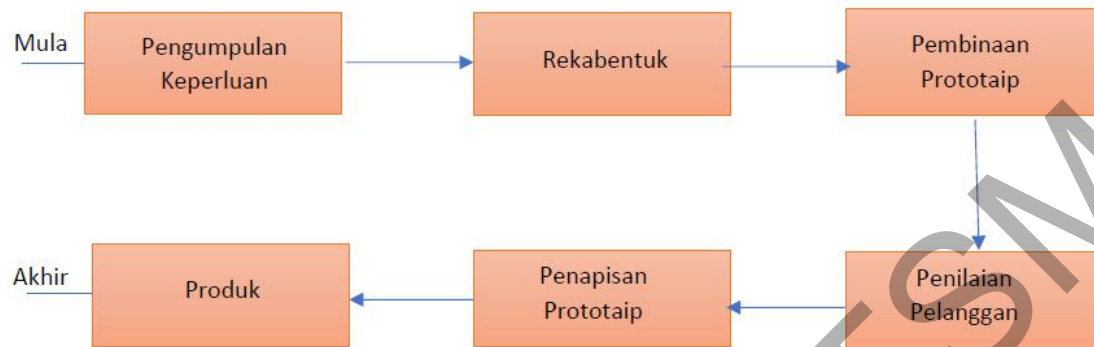 Mula
Pengumpulan
Keperluan
Rekabentuk
Pembinaan
Prototaip
Akhir
Produk
Penapisan
Prototaip
Penilaian
Pelanggan